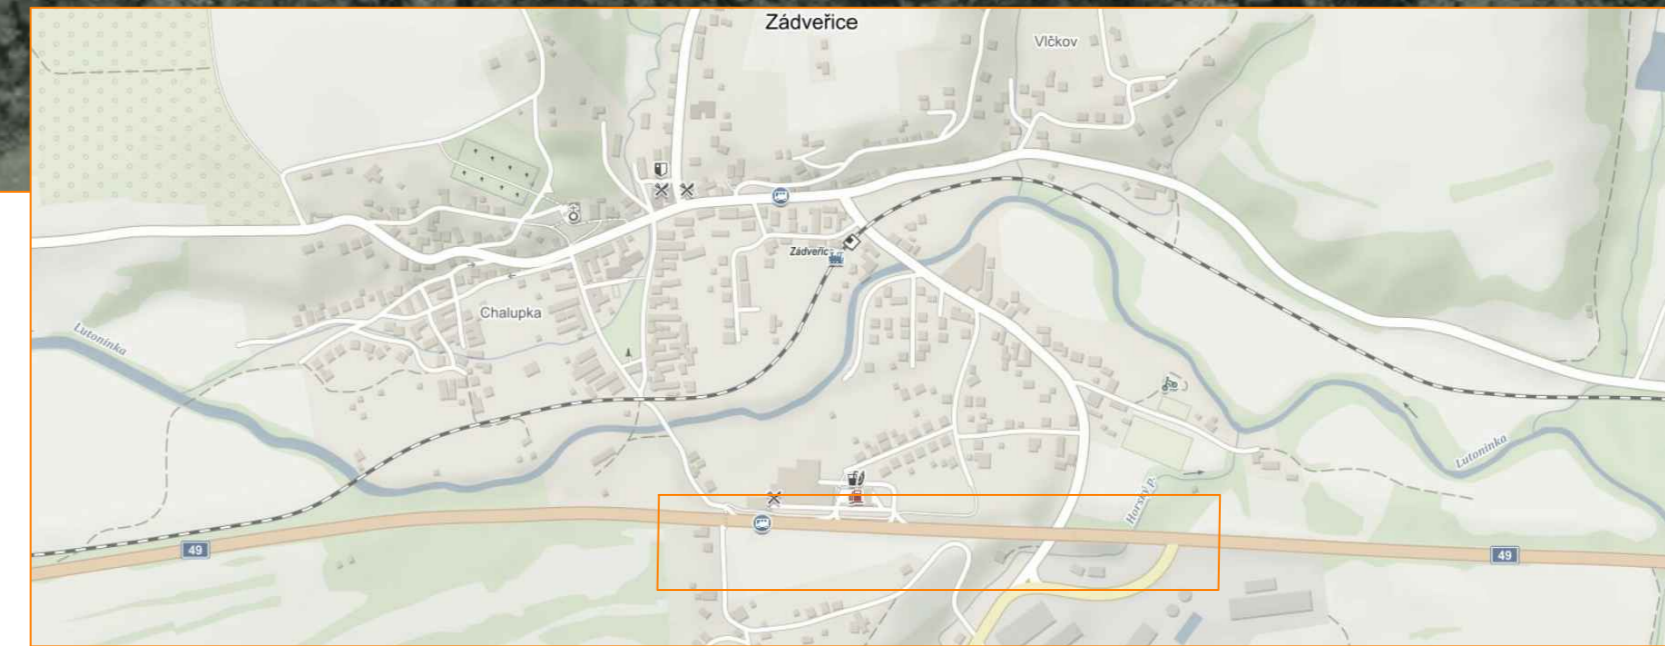 Zádveřice
Vlčkov
Zádveřic
Chalupka
Lutoninka
Lutoninka
Horský p.
49
49